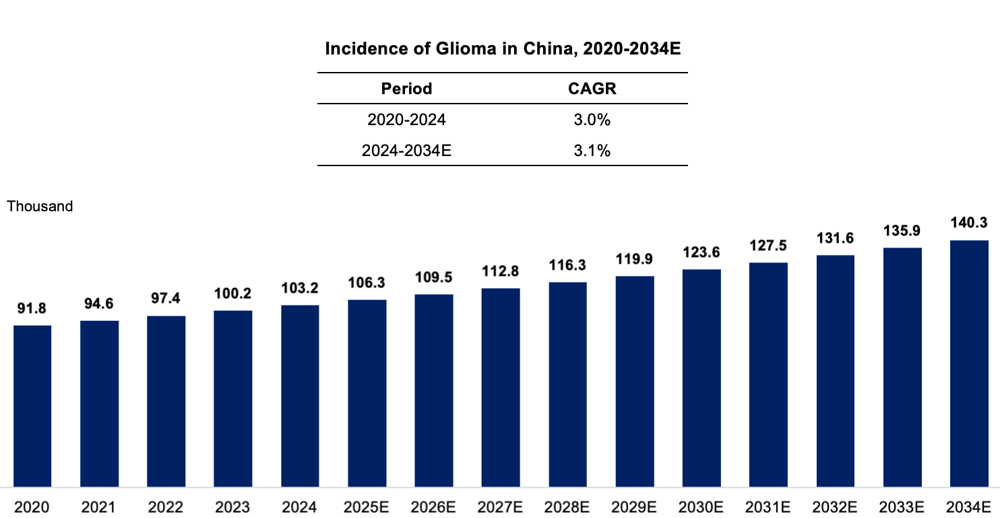 Incidence of Glioma in China, 2020-2034E
Period CAGR
2020-2024 3.0%
2024-2034E 3.1%
Thousand
91.8 94.6 97.4 100.2 103.2 106.3 109.5 112.8 116.3 119.9 123.6 127.5 131.6 135.9 140.3
2020 2021 2022 2023 2024 2025E 2026E 2027E 2028E 2029E 2030E 2031E 2032E 2033E 2034E